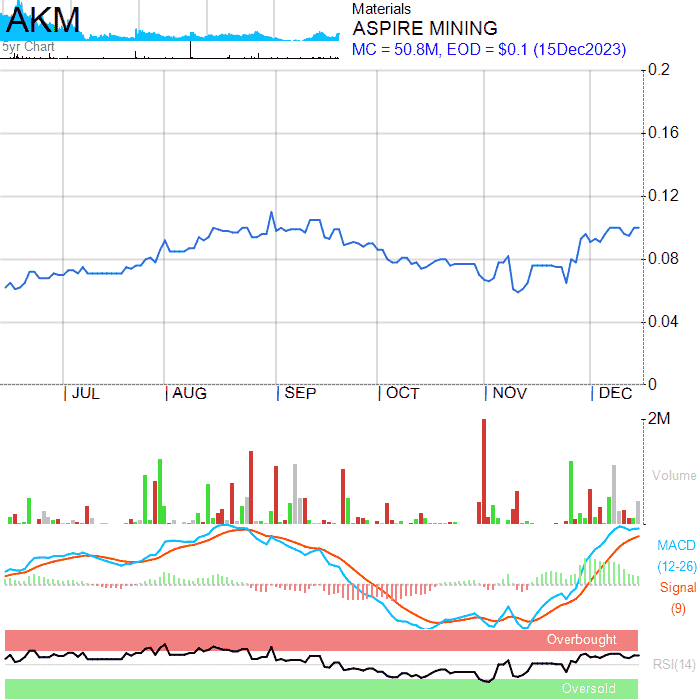 AKM
5yr Chart
Materials
ASPIRE MINING
MC = 50.8M, EOD = $0.1 (15Dec2023)
0.2
0.16
0.12
0.08
0.04
0
JUL
AUG
SEP
OCT
NOV
DEC
2M
Volume
MACD
(12-26)
Signal
(9)
Overbought
RSI(14)
Oversold